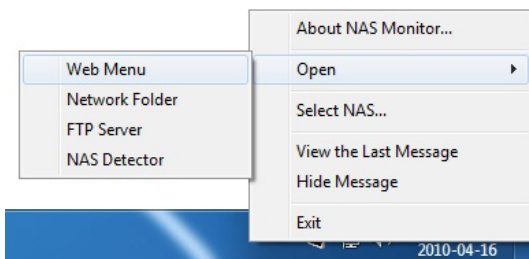 About NAS Monitor...
Open
Web Menu
Network Folder
FTP Server
NAS Detector
Select NAS...
View the Last Message
Hide Message
Exit
2010-04-16